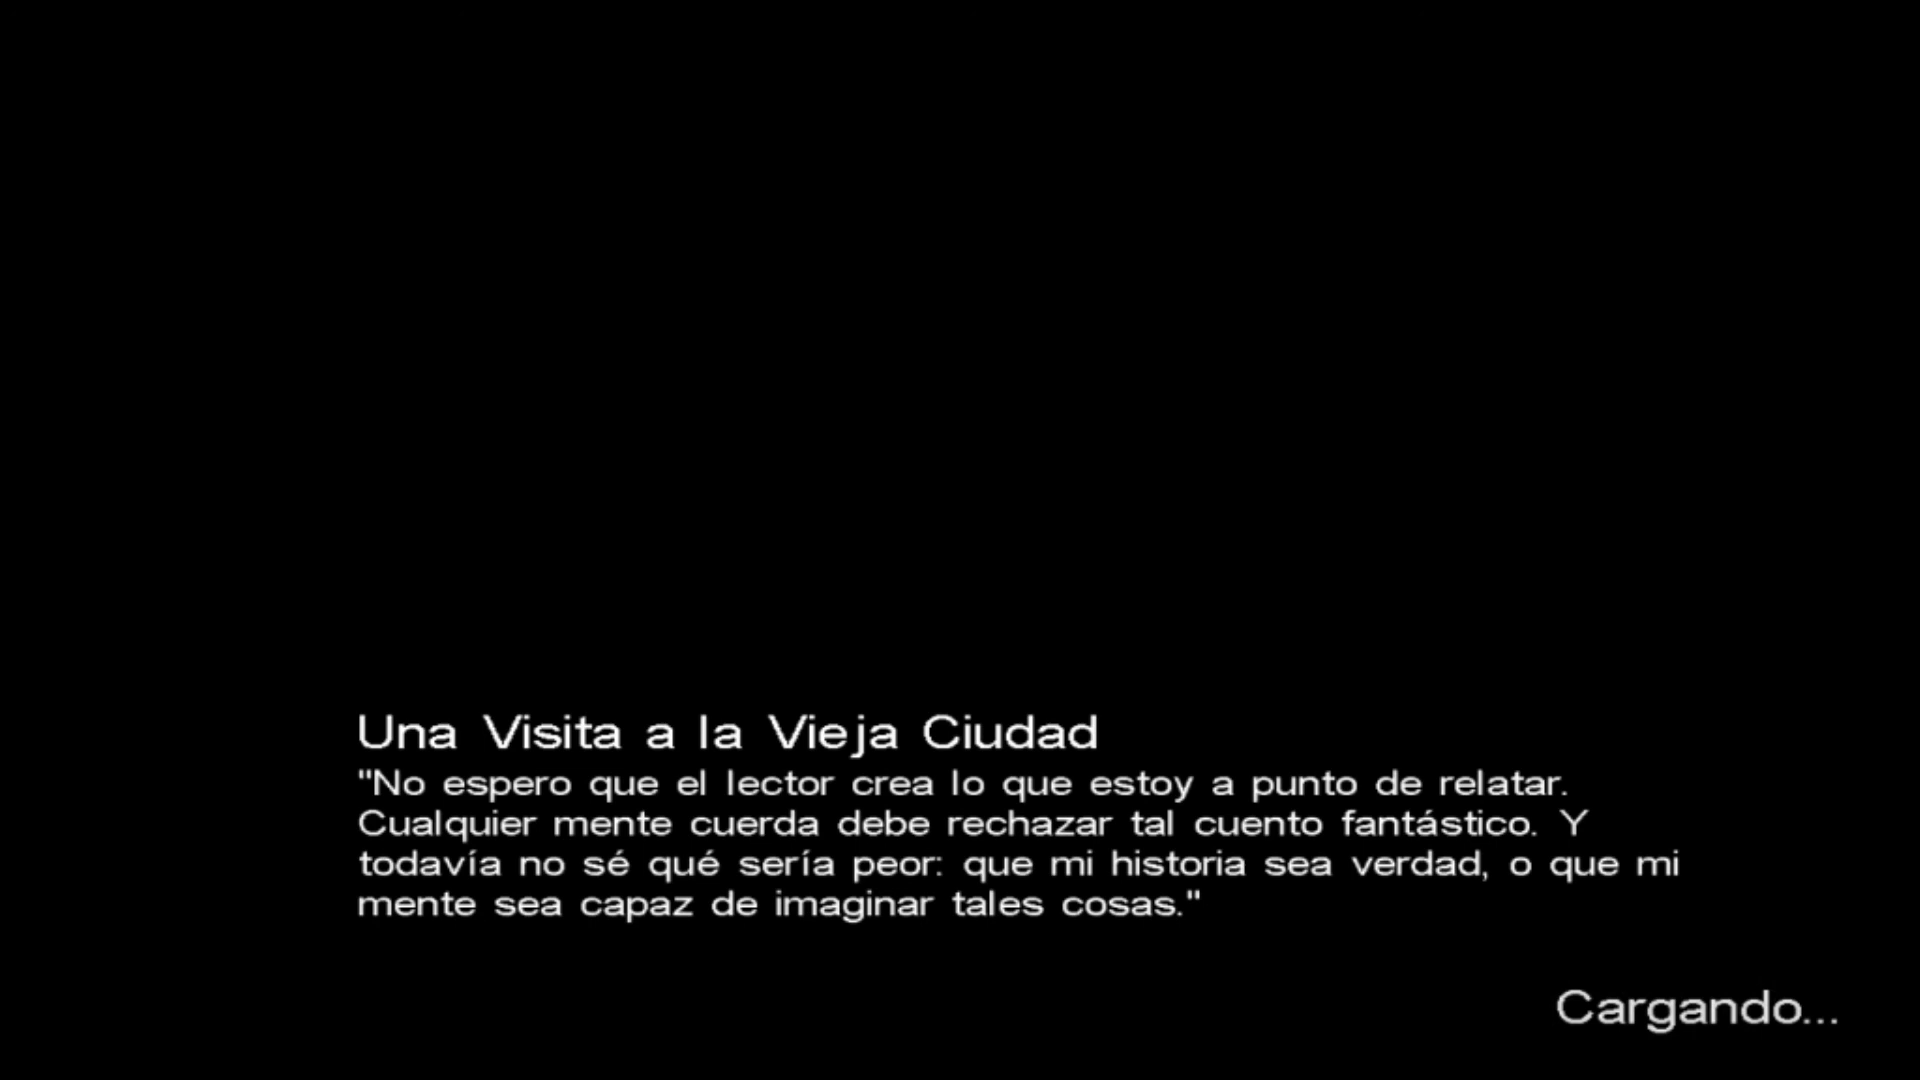 Una Visita a la Vieja Ciudad
"No espero que el lector crea lo que estoy a punto de relatar.
Cualquier mente cuerda debe rechazar tal cuento fantástico. Y
todavía no sé qué sería peor: que mi historia sea verdad, o que mi
mente sea capaz de imaginar tales cosas."
Cargando...